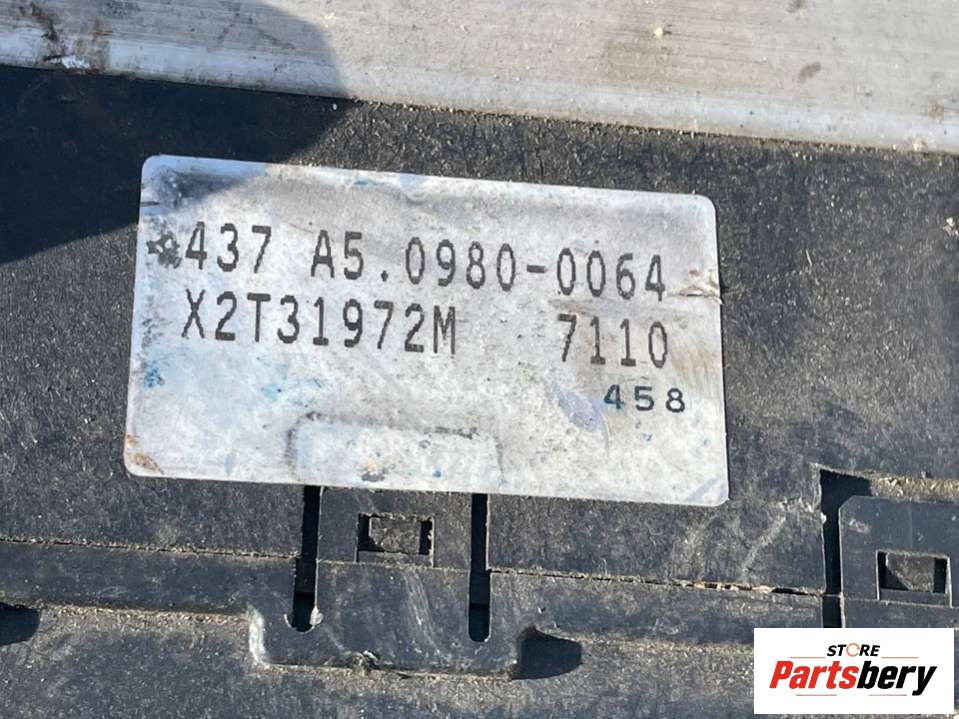 437 A5.0980-0064
X2T31972M 7110
458
STORE
Partsbery